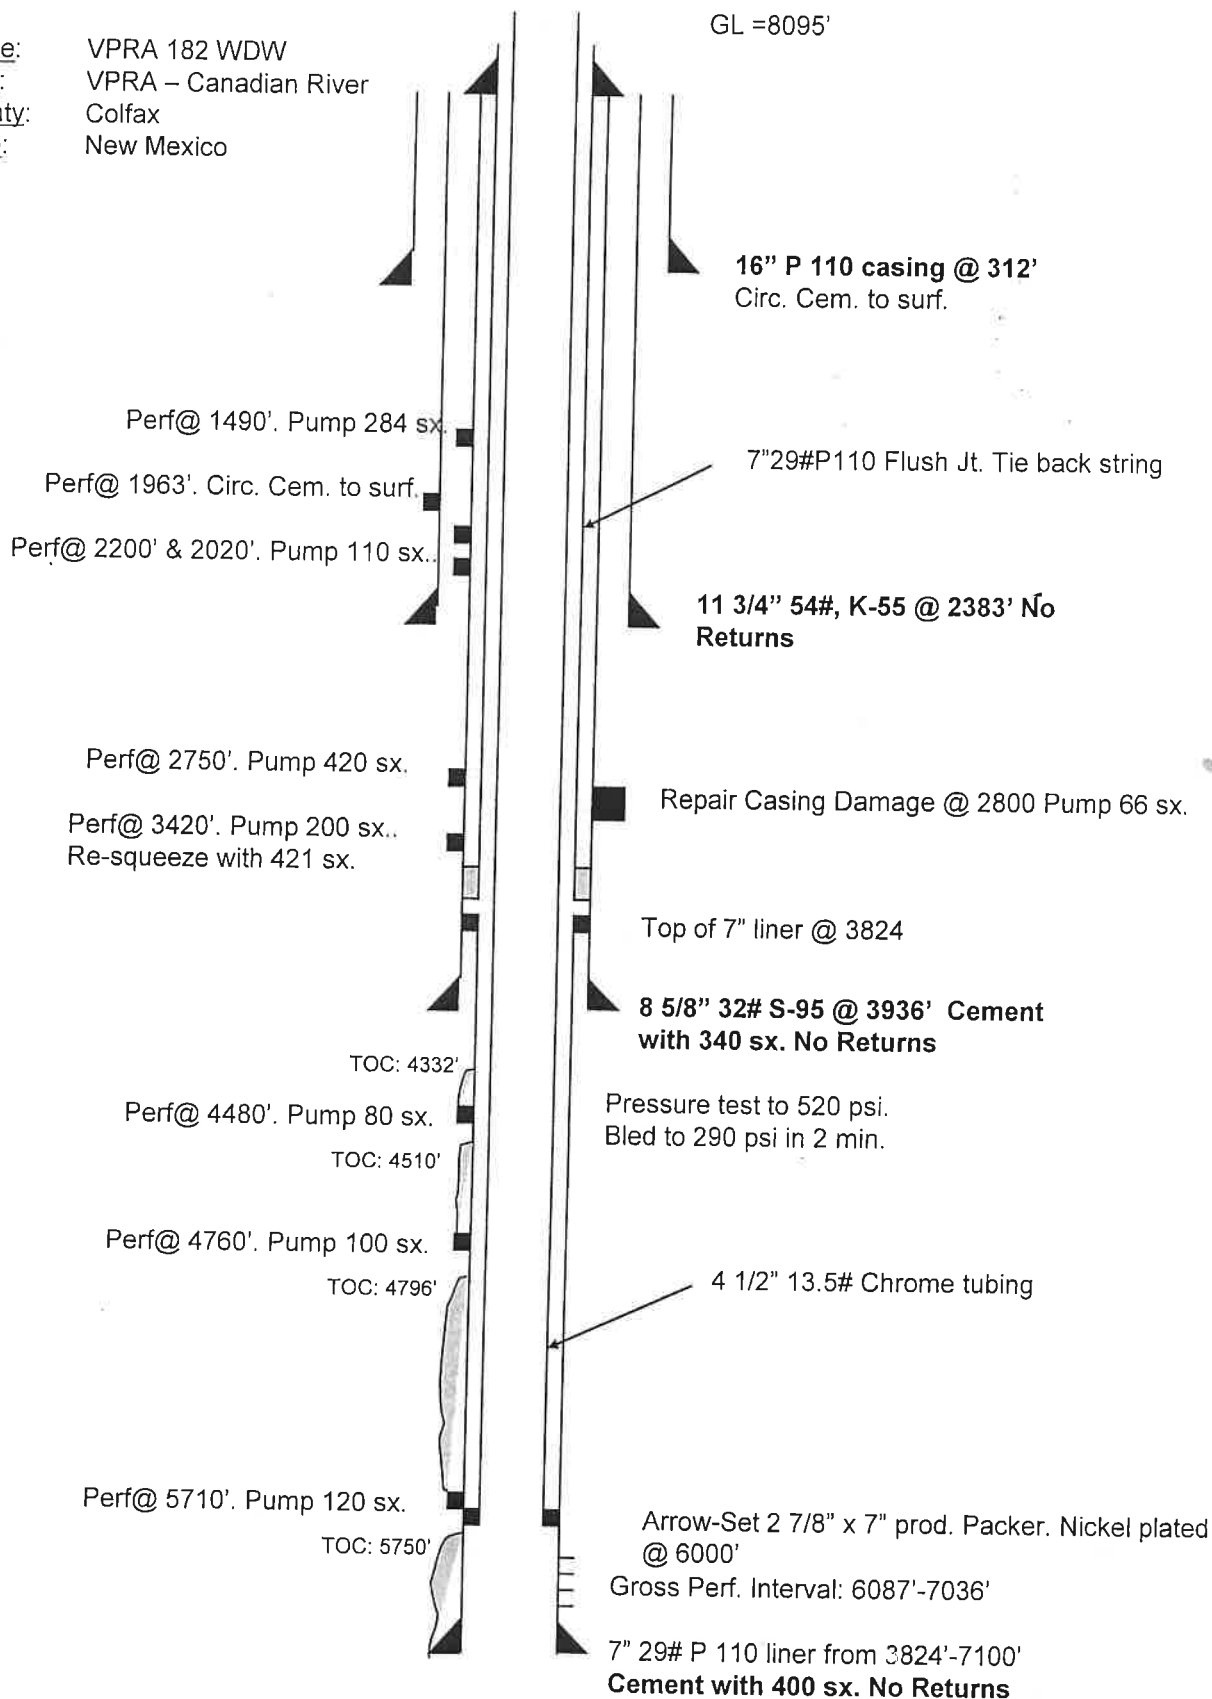 GL =8095'
e: VPRA 182 WDW
: VPRA – Canadian River
nty: Colfax
: New Mexico
16” P 110 casing @ 312'
Circ. Cem. to surf.
Perf@ 1490'. Pump 284 sx.
7"29#P110 Flush Jt. Tie back string
Perf@ 1963'. Circ. Cem. to surf.
Perf@ 2200' & 2020'. Pump 110 sx..
11 3/4” 54#, K-55 @ 2383' No
Returns
Perf@ 2750'. Pump 420 sx.
Repair Casing Damage @ 2800 Pump 66 sx.
Perf@ 3420'. Pump 200 sx..
Re-squeeze with 421 sx.
Top of 7" liner @ 3824
8 5/8” 32# S-95 @ 3936' Cement
with 340 sx. No Returns
TOC: 4332'
Perf@ 4480'. Pump 80 sx.
Pressure test to 520 psi.
Bled to 290 psi in 2 min.
TOC: 4510'
Perf@ 4760'. Pump 100 sx.
TOC: 4796'
4 1/2” 13.5# Chrome tubing
Perf@ 5710'. Pump 120 sx.
Arrow-Set 2 7/8” x 7” prod. Packer. Nickel plated
@ 6000'
TOC: 5750'
Gross Perf. Interval: 6087'-7036'
7” 29# P 110 liner from 3824'-7100'
Cement with 400 sx. No Returns